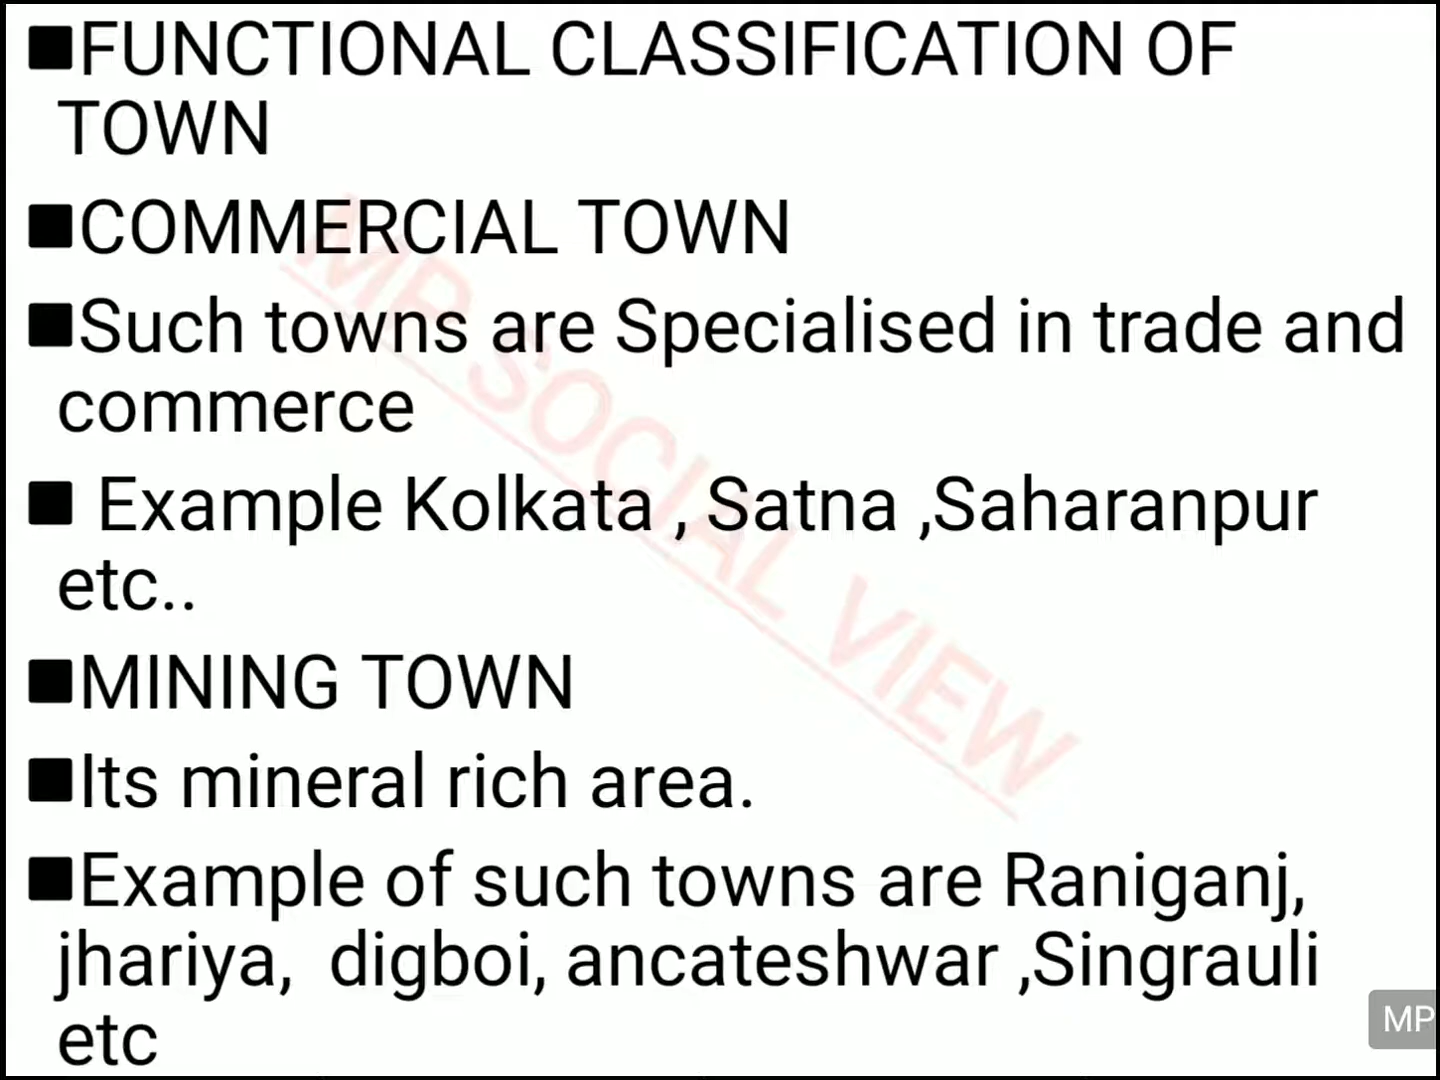 ■FUNCTIONAL CLASSIFICATION OF
TOWN
■COMMERCIAL TOWN
■Such towns are Specialised in trade and
commerce
■ Example Kolkata , Satna ,Saharanpur
etc..
■MINING TOWN
■Its mineral rich area.
■Example of such towns are Raniganj,
jhariya,  digboi, ancateshwar ,Singrauli
etc
MP SOCIAL VIEW
MP